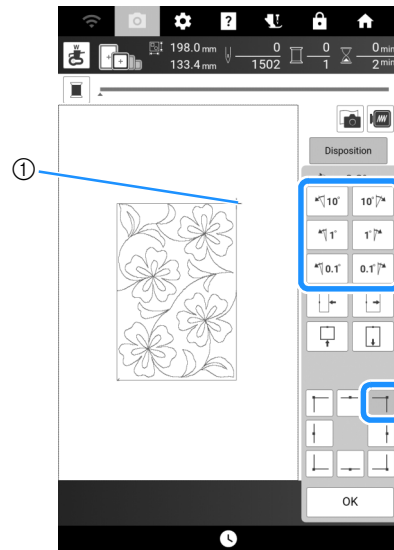 ?
W
198.0 mm 0 0 0 min
133.4 mm 1502 1 2 min
①
Disposition
10° 10°
1° 1°
0.1° 0.1°
OK